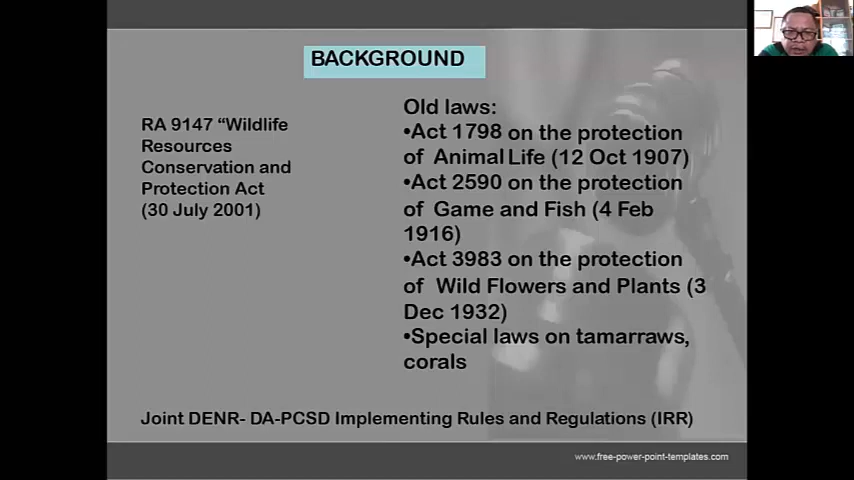 BACKGROUND
RA 9147 “Wildlife
Resources
Conservation and
Protection Act
(30 July 2001)
Old laws:
•Act 1798 on the protection
of Animal Life (12 Oct 1907)
•Act 2590 on the protection
of Game and Fish (4 Feb
1916)
•Act 3983 on the protection
of Wild Flowers and Plants (3
Dec 1932)
•Special laws on tamarraws,
corals
Joint DENR- DA-PCSD Implementing Rules and Regulations (IRR)
www.free-power-point-templates.com